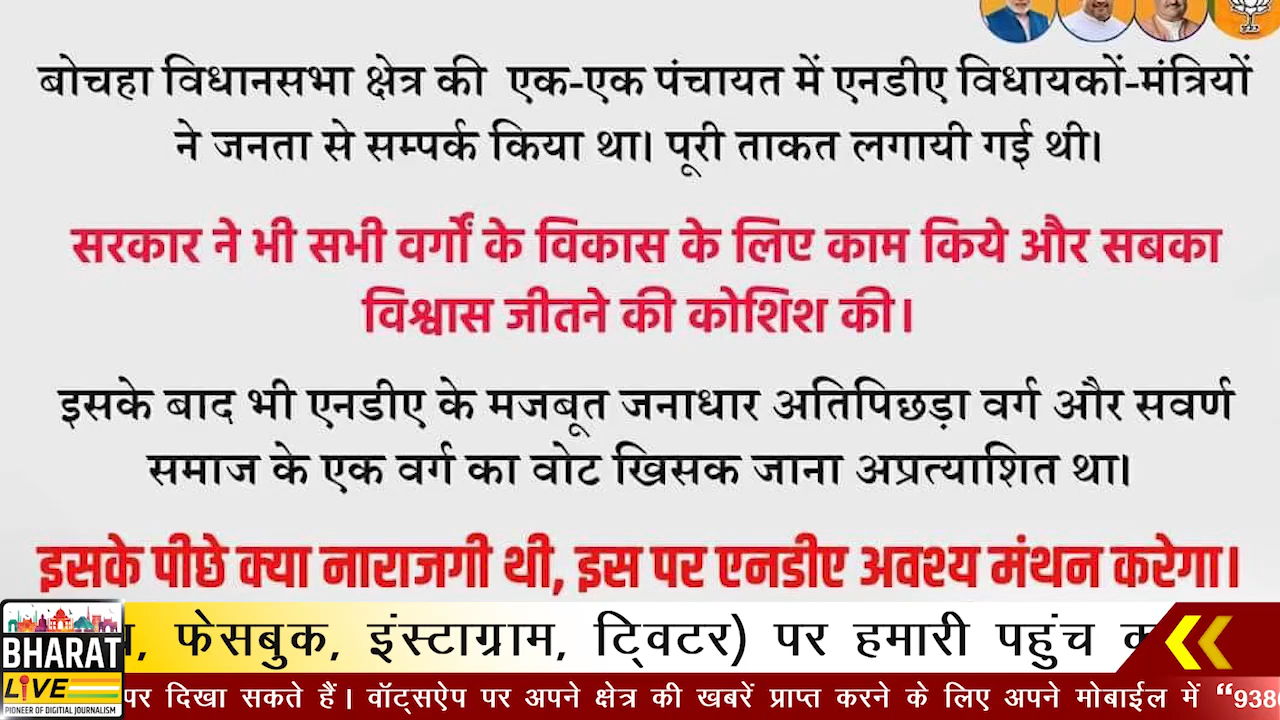 बोचहा विधानसभा क्षेत्र की एक-एक पंचायत में एनडीए विधायकों-मंत्रियों
ने जनता से सम्पर्क किया था। पूरी ताकत लगायी गई थी।
सरकार ने भी सभी वर्गों के विकास के लिए काम किये और सबका
विश्वास जीतने की कोशिश की।
इसके बाद भी एनडीए के मजबूत जनाधार अतिपिछड़ा वर्ग और सवर्ण
समाज के एक वर्ग का वोट खिसक जाना अप्रत्याशित था।
इसके पीछे क्या नाराजगी थी, इस पर एनडीए अवश्य मंथन करेगा।
फेसबुक, इंस्टाग्राम, ट्विटर) पर हमारी पहुंच
BHARAT
LIVE
PIONEER OF DIGITIAL JOURNALISM
पर दिखा सकते हैं। वॉट्सऐप पर अपने क्षेत्र की खबरें प्राप्त करने के लिए अपने मोबाईल में “938